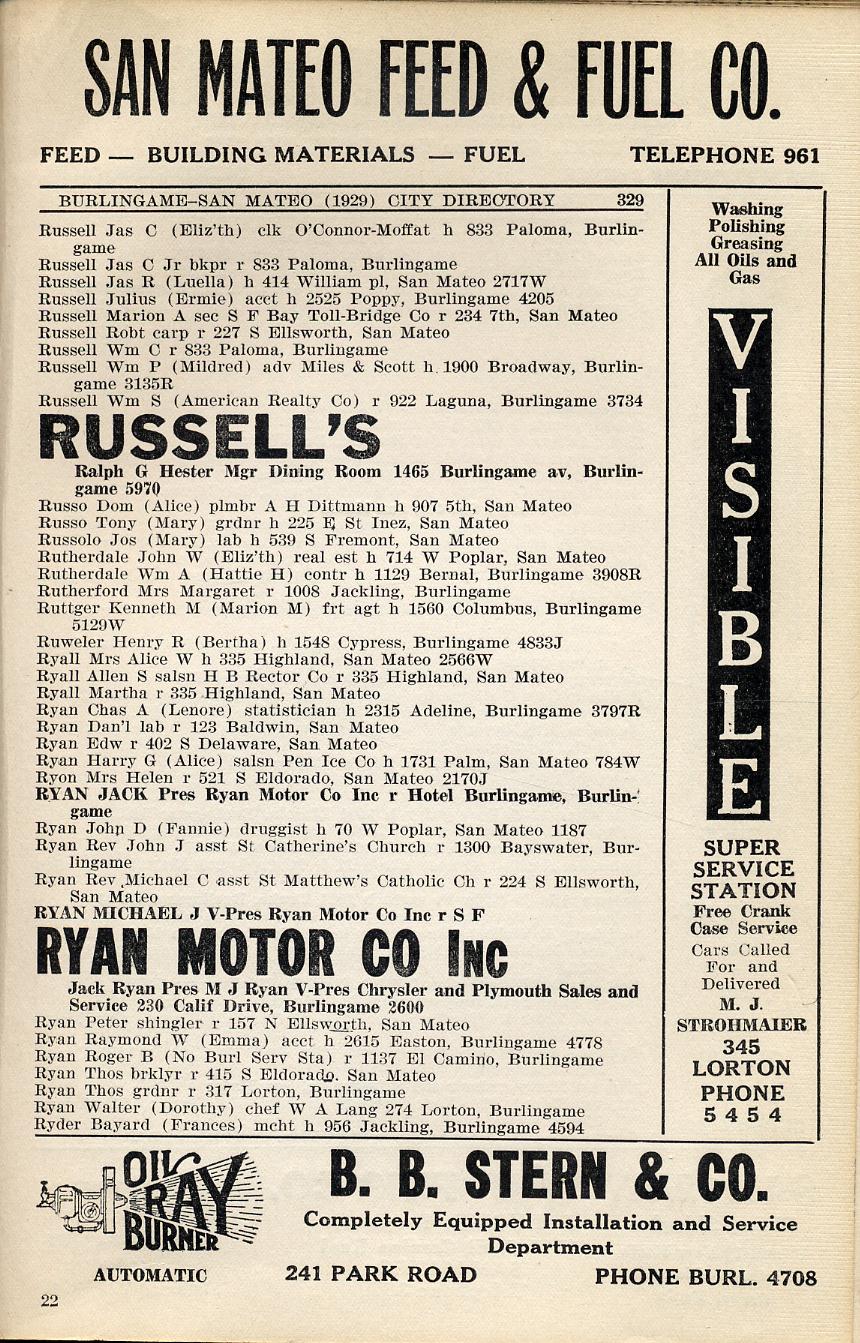 SAN MATEO FEED & FUEL CO.
FEED — BUILDING MATERIALS — FUEL TELEPHONE 961
BURLINGAME-SAN MATEO (1929) CITY DIRECTORY 329
Russell Jas C (Eliz'th) clk O'Connor-Moffat h 833 Paloma, Burlin-
game
Russell Jas C Jr bkpr r 833 Paloma, Burlingame
Russell Jas R (Luella) h 414 William pl, San Mateo 2717W
Russell Julius (Ermie) acct h 2525 Poppy, Burlingame 4205
Russell Marion A sec S F Bay Toll-Bridge Co r 234 7th, San Mateo
Russell Robt carp r 227 S Ellsworth, San Mateo
Russell Wm C r 833 Paloma, Burlingame
Russell Wm P (Mildred) adv Miles & Scott h 1900 Broadway, Burlin-
game 3135R
Russell Wm S (American Realty Co) r 922 Laguna, Burlingame 3734
RUSSELL'S
Ralph G Hester Mgr Dining Room 1465 Burlingame av, Burlin-
game 5970
Russo Dom (Alice) plmbr A H Dittmann h 907 5th, San Mateo
Russo Tony (Mary) grdnr h 225 E St Inez, San Mateo
Russolo Jos (Mary) lab h 539 S Fremont, San Mateo
Rutherdale John W (Eliz'th) real est h 714 W Poplar, San Mateo
Rutherdale Wm A (Hattie H) contr h 1129 Bernal, Burlingame 3908R
Rutherford Mrs Margaret r 1008 Jackling, Burlingame
Ruttger Kenneth M (Marion M) frt agt h 1560 Columbus, Burlingame
5129W
Ruweler Henry R (Bertha) h 1548 Cypress, Burlingame 4833J
Ryall Mrs Alice W h 335 Highland, San Mateo 2566W
Ryall Allen S salsn H B Rector Co r 335 Highland, San Mateo
Ryall Martha r 335 Highland, San Mateo
Ryan Chas A (Lenore) statistician h 2315 Adeline, Burlingame 3797R
Ryan Dan'l lab r 123 Baldwin, San Mateo
Ryan Edw r 402 S Delaware, San Mateo
Ryan Harry G (Alice) salsn Pen Ice Co h 1731 Palm, San Mateo 784W
Ryon Mrs Helen r 521 S Eldorado, San Mateo 2170J
RYAN JACK Pres Ryan Motor Co Inc r Hotel Burlingame, Burlin-
game
Ryan John D (Fannie) druggist h 70 W Poplar, San Mateo 1187
Ryan Rev John J asst St Catherine's Church r 1300 Bayswater, Bur-
lingame
Ryan Rev Michael C asst St Matthew's Catholic Ch r 224 S Ellsworth,
San Mateo
RYAN MICHAEL J V-Pres Ryan Motor Co Inc r S F
RYAN MOTOR CO INC
Jack Ryan Pres M J Ryan V-Pres Chrysler and Plymouth Sales and
Service 230 Calif Drive, Burlingame 2600
Ryan Peter shingler r 157 N Ellsworth, San Mateo
Ryan Raymond W (Emma) acct h 2615 Easton, Burlingame 4778
Ryan Roger B (No Burl Serv Sta) r 1137 El Camino, Burlingame
Ryan Thos brklyr r 415 S Eldorado. San Mateo
Ryan Thos grdnr r 317 Lorton, Burlingame
Ryan Walter (Dorothy) chef W A Lang 274 Lorton, Burlingame
Ryder Bayard (Frances) mcht h 956 Jackling, Burlingame 4594
Washing
Polishing
Greasing
All Oils and
Gas
VISIBLE
SUPER
SERVICE
STATION
Free Crank
Case Service
Cars Called
For and
Delivered
M. J.
STROHMAIER
345
LORTON
PHONE
5454
OIL
RAY
BURNER
AUTOMATIC
B. B. STERN & CO.
Completely Equipped Installation and Service
Department
241 PARK ROAD PHONE BURL. 4708
22